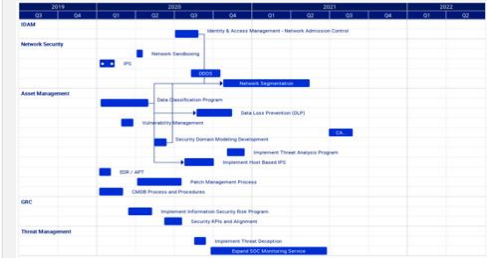 2019 2020 2021 2022
Q3 Q4 Q1 Q2 Q3 Q4 Q1 Q2 Q3 Q4 Q1 Q2
IDAM
Identity & Access Management - Network Admission Control
Network Security
Network Sandboxing
IPS
DDOS
Network Segmentation
Asset Management
Data Classification Program
Data Loss Prevention (DLP)
Vulnerability Management
CA...
Security Domain Modeling Development
Implement Threat Analysis Program
Implement Host Based IPS
EDR / APT
Patch Management Process
CMDB Process and Procedures
GRC
Implement Information Security Risk Program
Security KPIs and Alignment
Threat Management
Implement Threat Deception
Expand SOC Monitoring Service